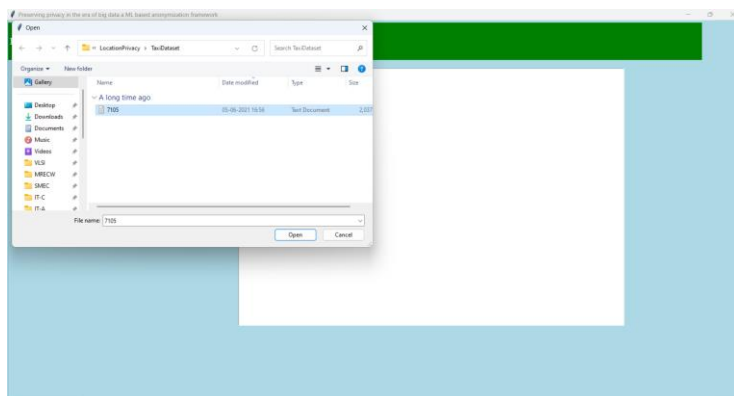 Preserving privacy in the era of big data a ML based anonymization framework
Open
LocationPrivacy › TaxiDataset
Search TaxiDataset
Organize
New folder
Name
Date modified
Type
Size
Gallery
A long time ago
7105
05-06-2021 16:56
Text Document
2,037
Desktop
Downloads
Documents
Music
Videos
VLSI
MRECW
SMEC
IT-C
IT-A
File name: 7105
Open
Cancel